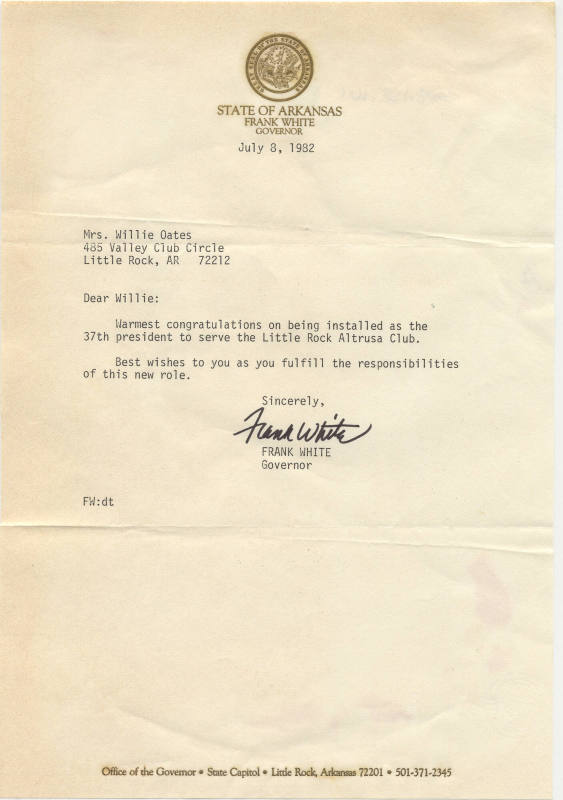 STATE OF ARKANSAS
FRANK WHITE
GOVERNOR
July 8, 1982
Mrs. Willie Oates
485 Valley Club Circle
Little Rock, AR 72212
Dear Willie:
Warmest congratulations on being installed as the
37th president to serve the Little Rock Altrusa Club.
Best wishes to you as you fulfill the responsibilities
of this new role.
Sincerely,
Frank White
FRANK WHITE
Governor
FW:dt
Office of the Governor • State Capitol • Little Rock, Arkansas 72201 • 501-371-2345